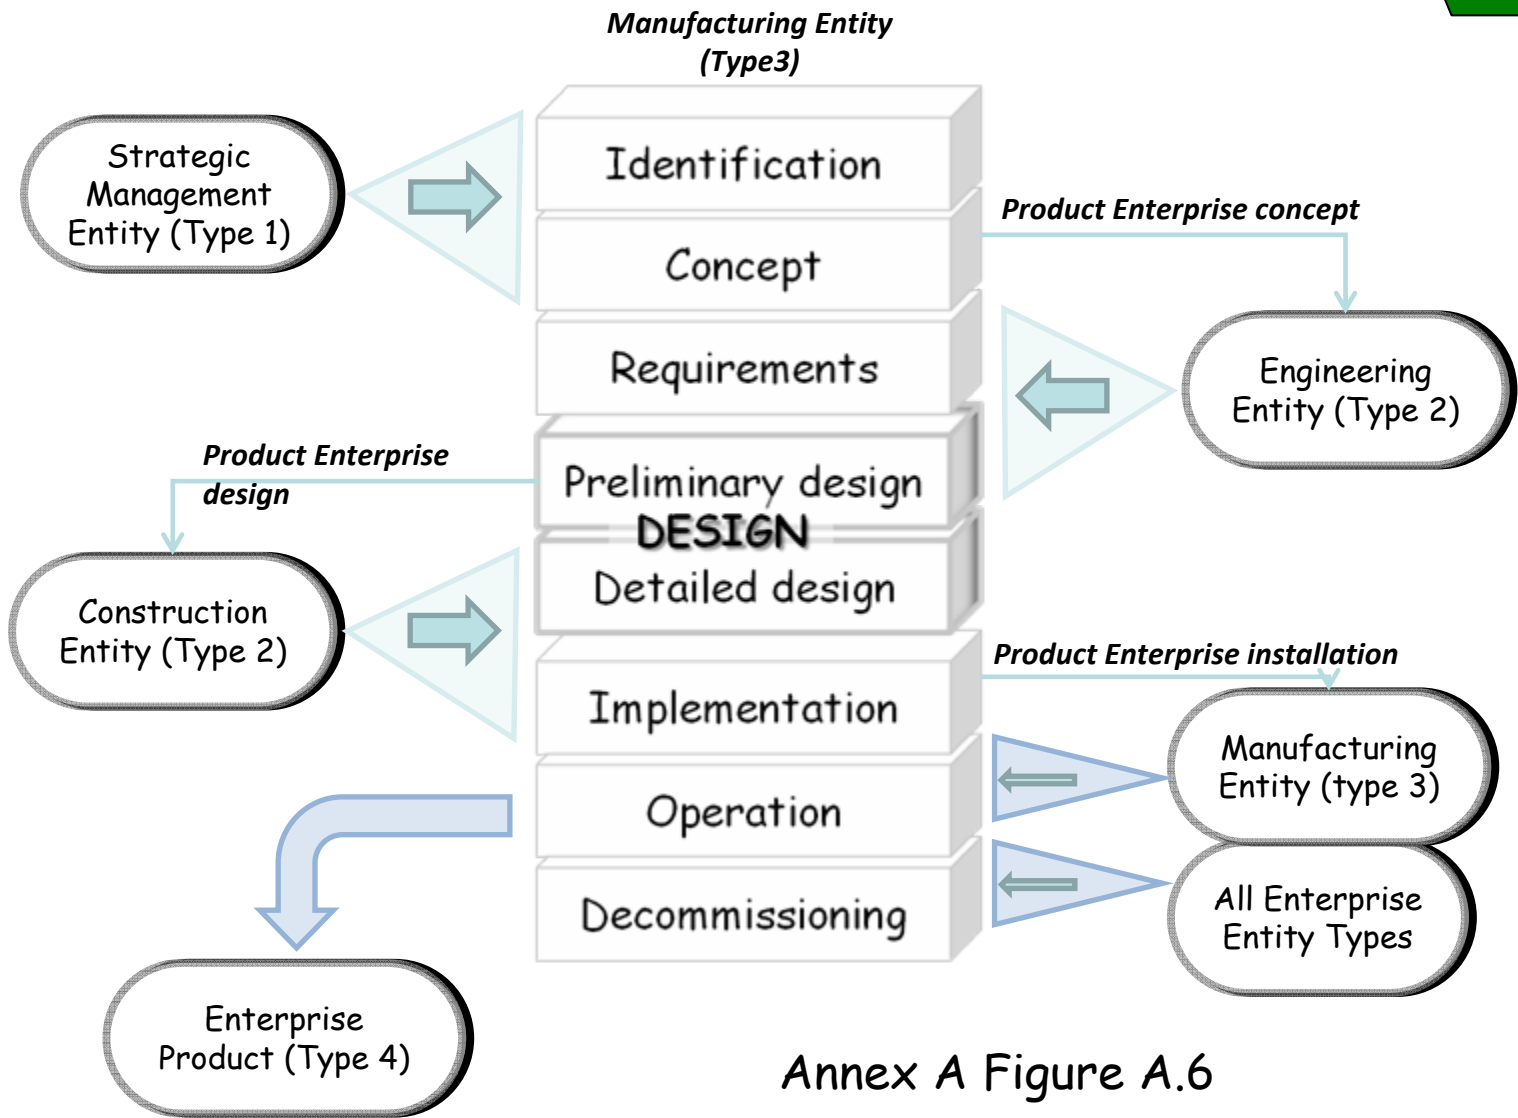 Manufacturing Entity
(Type3)
Strategic
Management
Entity (Type 1)
Identification
Product Enterprise concept
Concept
Requirements
Engineering
Entity (Type 2)
Product Enterprise
design
Preliminary design
DESIGN
Detailed design
Construction
Entity (Type 2)
Product Enterprise installation
Implementation
Manufacturing
Entity (type 3)
Operation
All Enterprise
Entity Types
Decommissioning
Enterprise
Product (Type 4)
Annex A Figure A.6